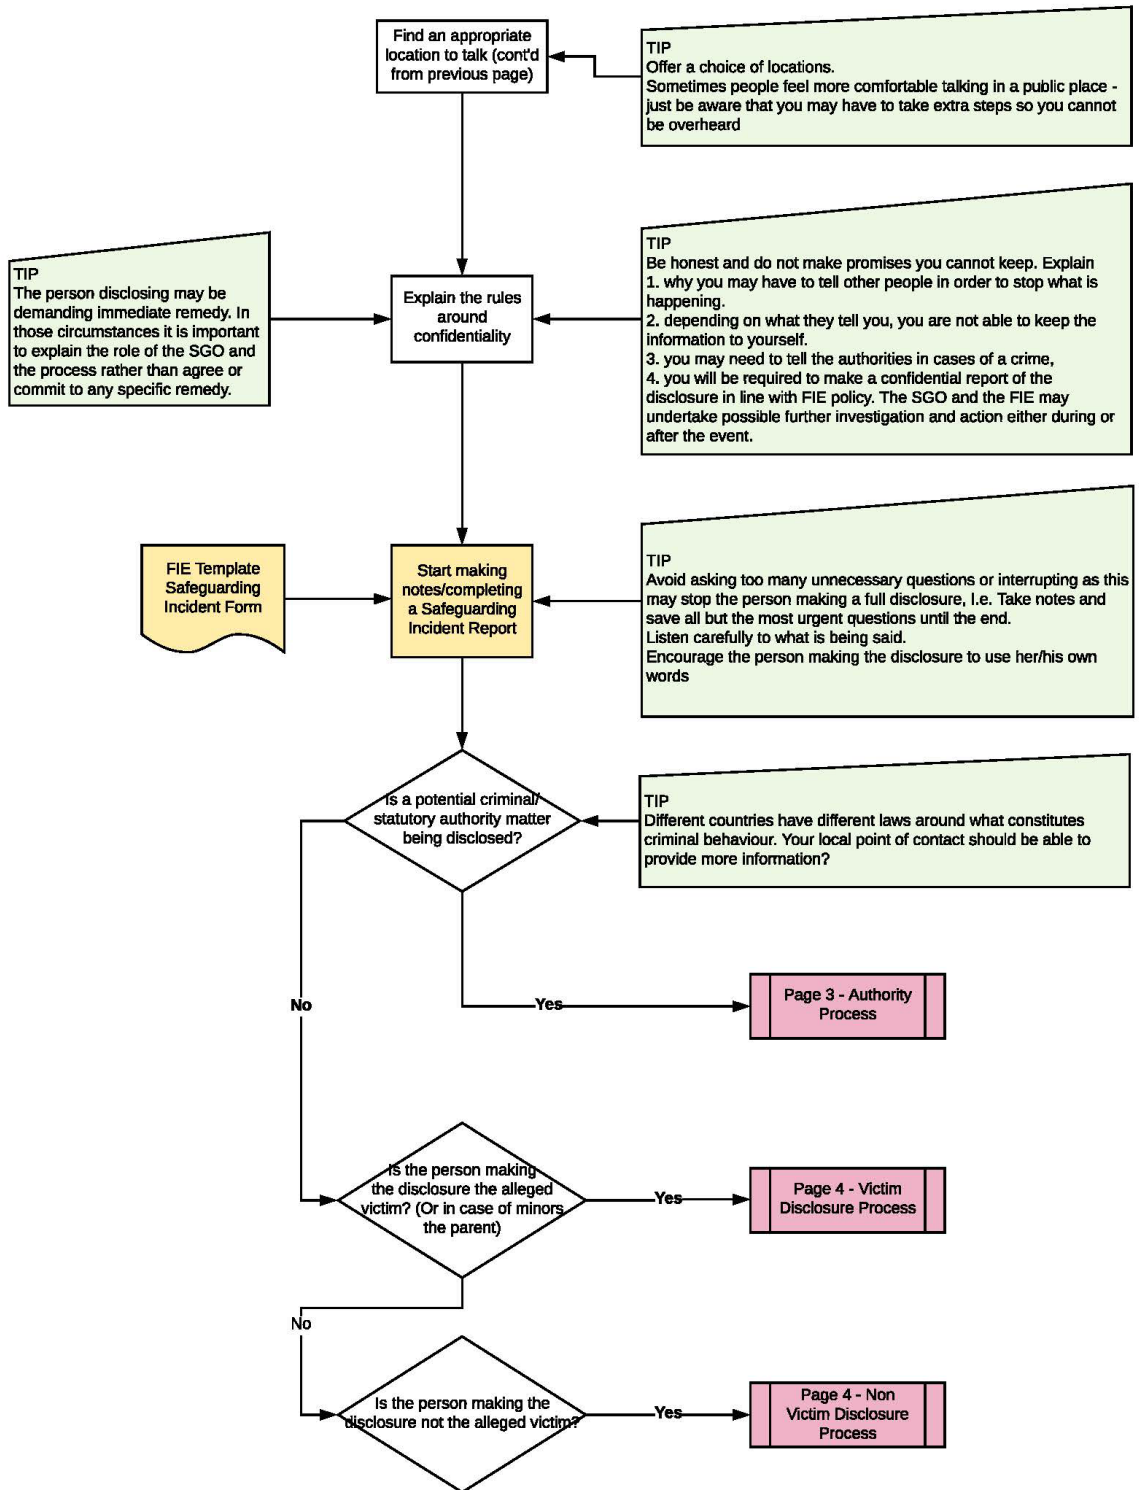 Find an appropriate
location to talk (cont'd
from previous page)
TIP
Offer a choice of locations.
Sometimes people feel more comfortable talking in a public place -
just be aware that you may have to take extra steps so you cannot
be overheard
TIP
The person disclosing may be
demanding immediate remedy. In
those circumstances it is important
to explain the role of the SGO and
the process rather than agree or
commit to any specific remedy.
Explain the rules
around
confidentiality
TIP
Be honest and do not make promises you cannot keep. Explain
1. why you may have to tell other people in order to stop what is
happening.
2. depending on what they tell you, you are not able to keep the
information to yourself.
3. you may need to tell the authorities in cases of a crime,
4. you will be required to make a confidential report of the
disclosure in line with FIE policy. The SGO and the FIE may
undertake possible further investigation and action either during or
after the event.
FIE Template
Safeguarding
Incident Form
Start making
notes/completing
a Safeguarding
Incident Report
TIP
Avoid asking too many unnecessary questions or interrupting as this
may stop the person making a full disclosure, I.e. Take notes and
save all but the most urgent questions until the end.
Listen carefully to what is being said.
Encourage the person making the disclosure to use her/his own
words
Is a potential criminal/
statutory authority matter
being disclosed?
TIP
Different countries have different laws around what constitutes
criminal behaviour. Your local point of contact should be able to
provide more information?
No
Yes
Page 3 - Authority
Process
Is the person making
the disclosure the alleged
victim? (Or in case of minors
the parent)
Yes
Page 4 - Victim
Disclosure Process
No
Is the person making the
disclosure not the alleged victim?
Yes
Page 4 - Non
Victim Disclosure
Process